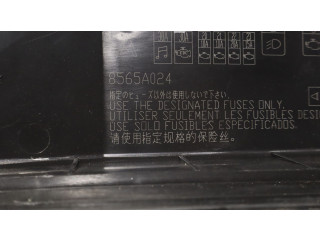 8565A024
指定のヒューズ以外は使用しないで下さい。
USE THE DESIGNATED FUSES ONLY.
UTILISER SEULEMENT LES FUSIBLES DESI
USE SOLO FUSIBLES ESPECIFICADOS.
请使用指定规格的保险丝。